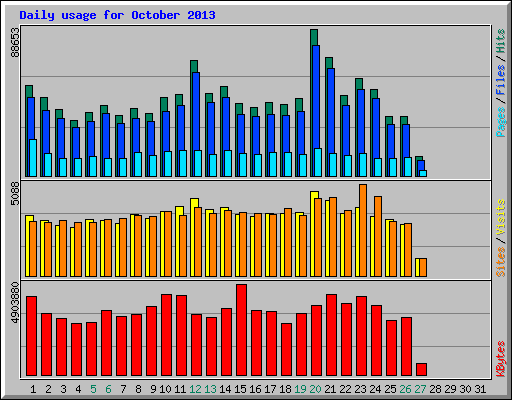 Daily usage for October 2013
88653
Pages / Files / Hits
5088
Sites / Visits
4903880
KBytes
1 2 3 4 5 6 7 8 9 10 11 12 13 14 15 16 17 18 19 20 21 22 23 24 25 26 27 28 29 30 31